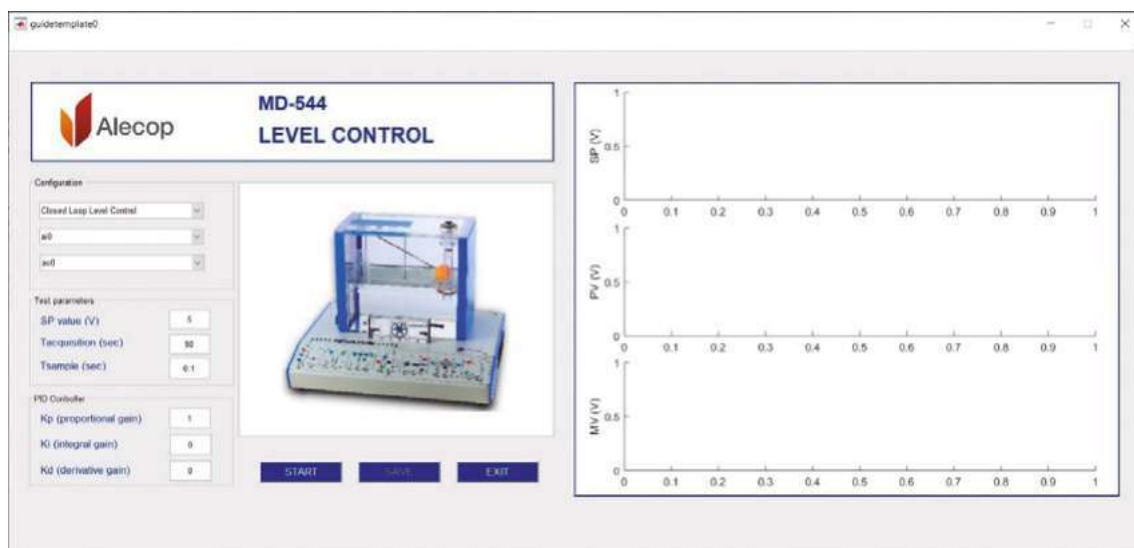 guidetemplate0
Alecop
MD-544
LEVEL CONTROL
Configuration
Closed Loop Level Control
ai0
ao0
Test parameters
SP value (V) 5
Tacquisition (sec) 90
Tsample (sec) 0.1
PID Controller
Kp (proportional gain) 1
Ki (integral gain) 0
Kd (derivative gain) 0
START SAVE EXIT
SP (V)
1
0.5
0
0 0.1 0.2 0.3 0.4 0.5 0.6 0.7 0.8 0.9 1
PV (V)
1
0.5
0
0 0.1 0.2 0.3 0.4 0.5 0.6 0.7 0.8 0.9 1
MV (V)
1
0.5
0
0 0.1 0.2 0.3 0.4 0.5 0.6 0.7 0.8 0.9 1